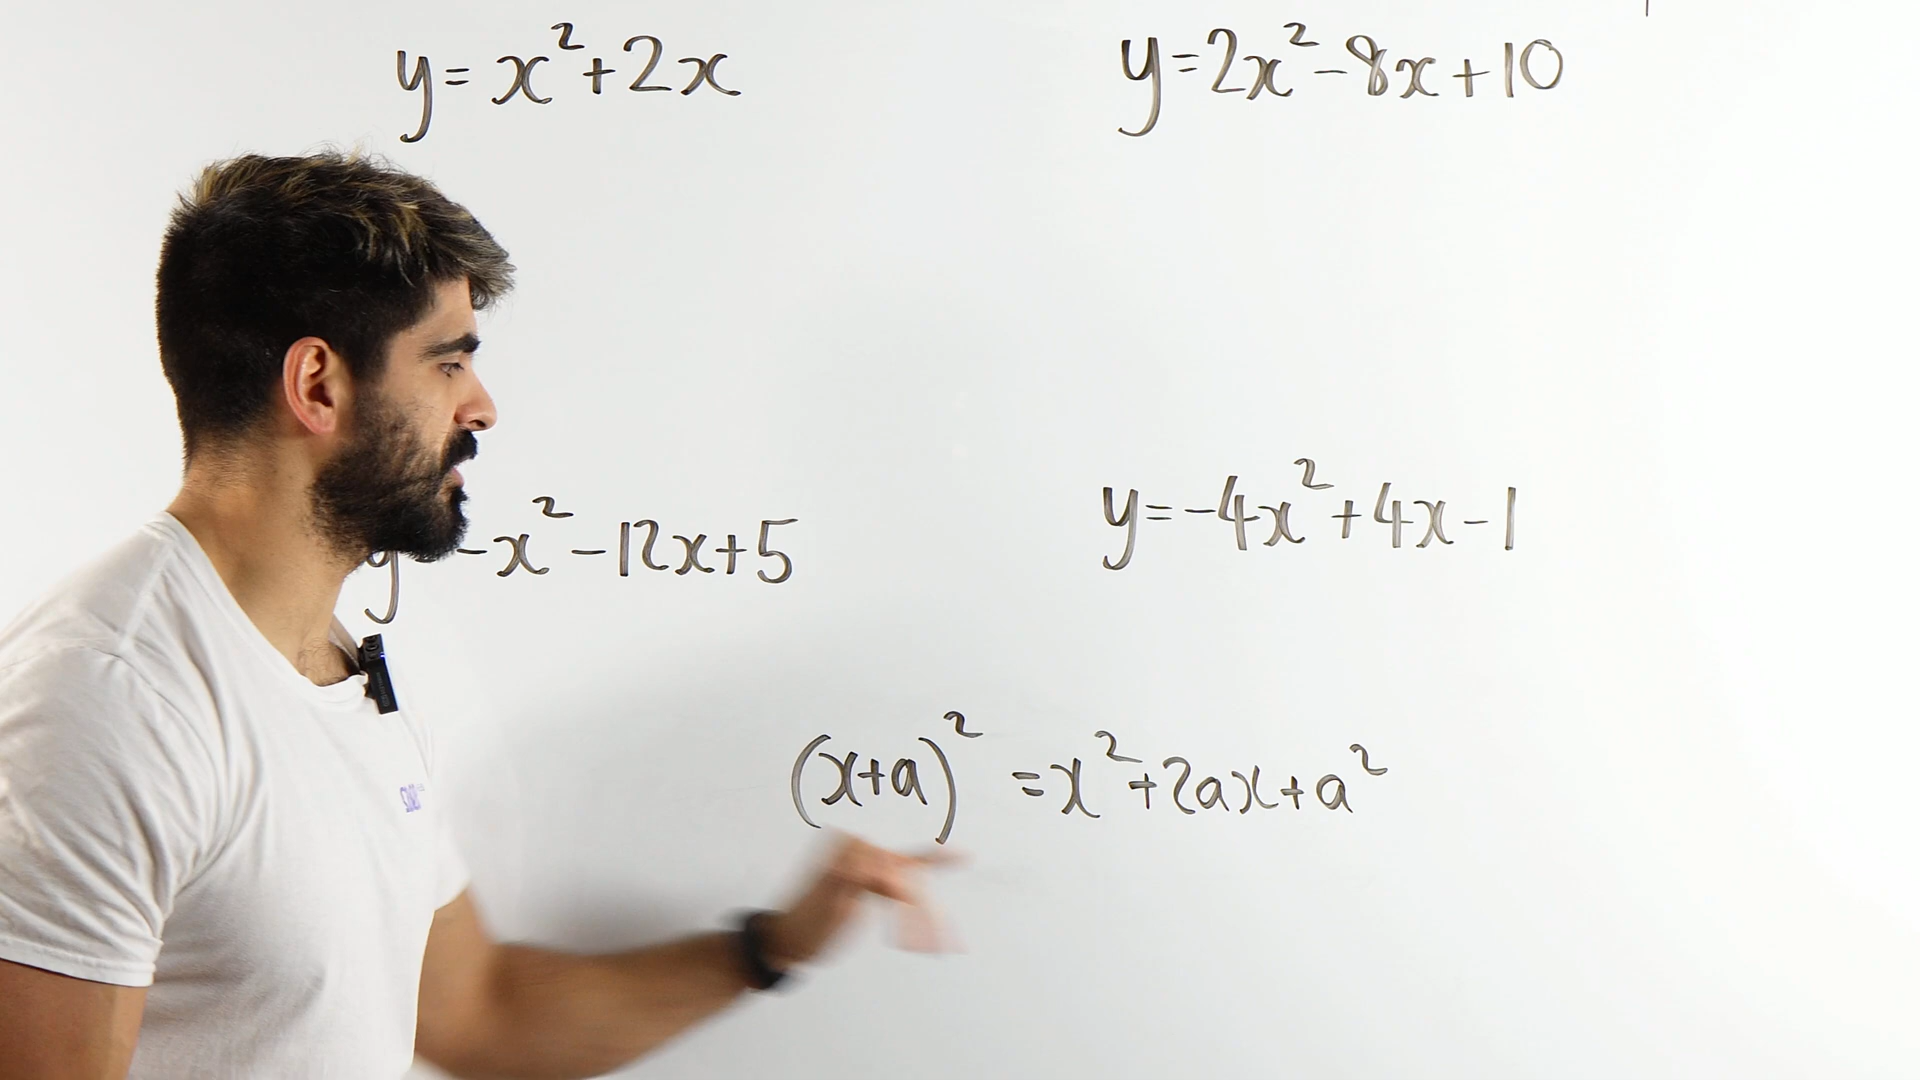 y=x²+2x
y=2x²-8x+10
y -x²-12x+5
y=-4x²+4x-1
(x+a)²=x²+2ax+a²